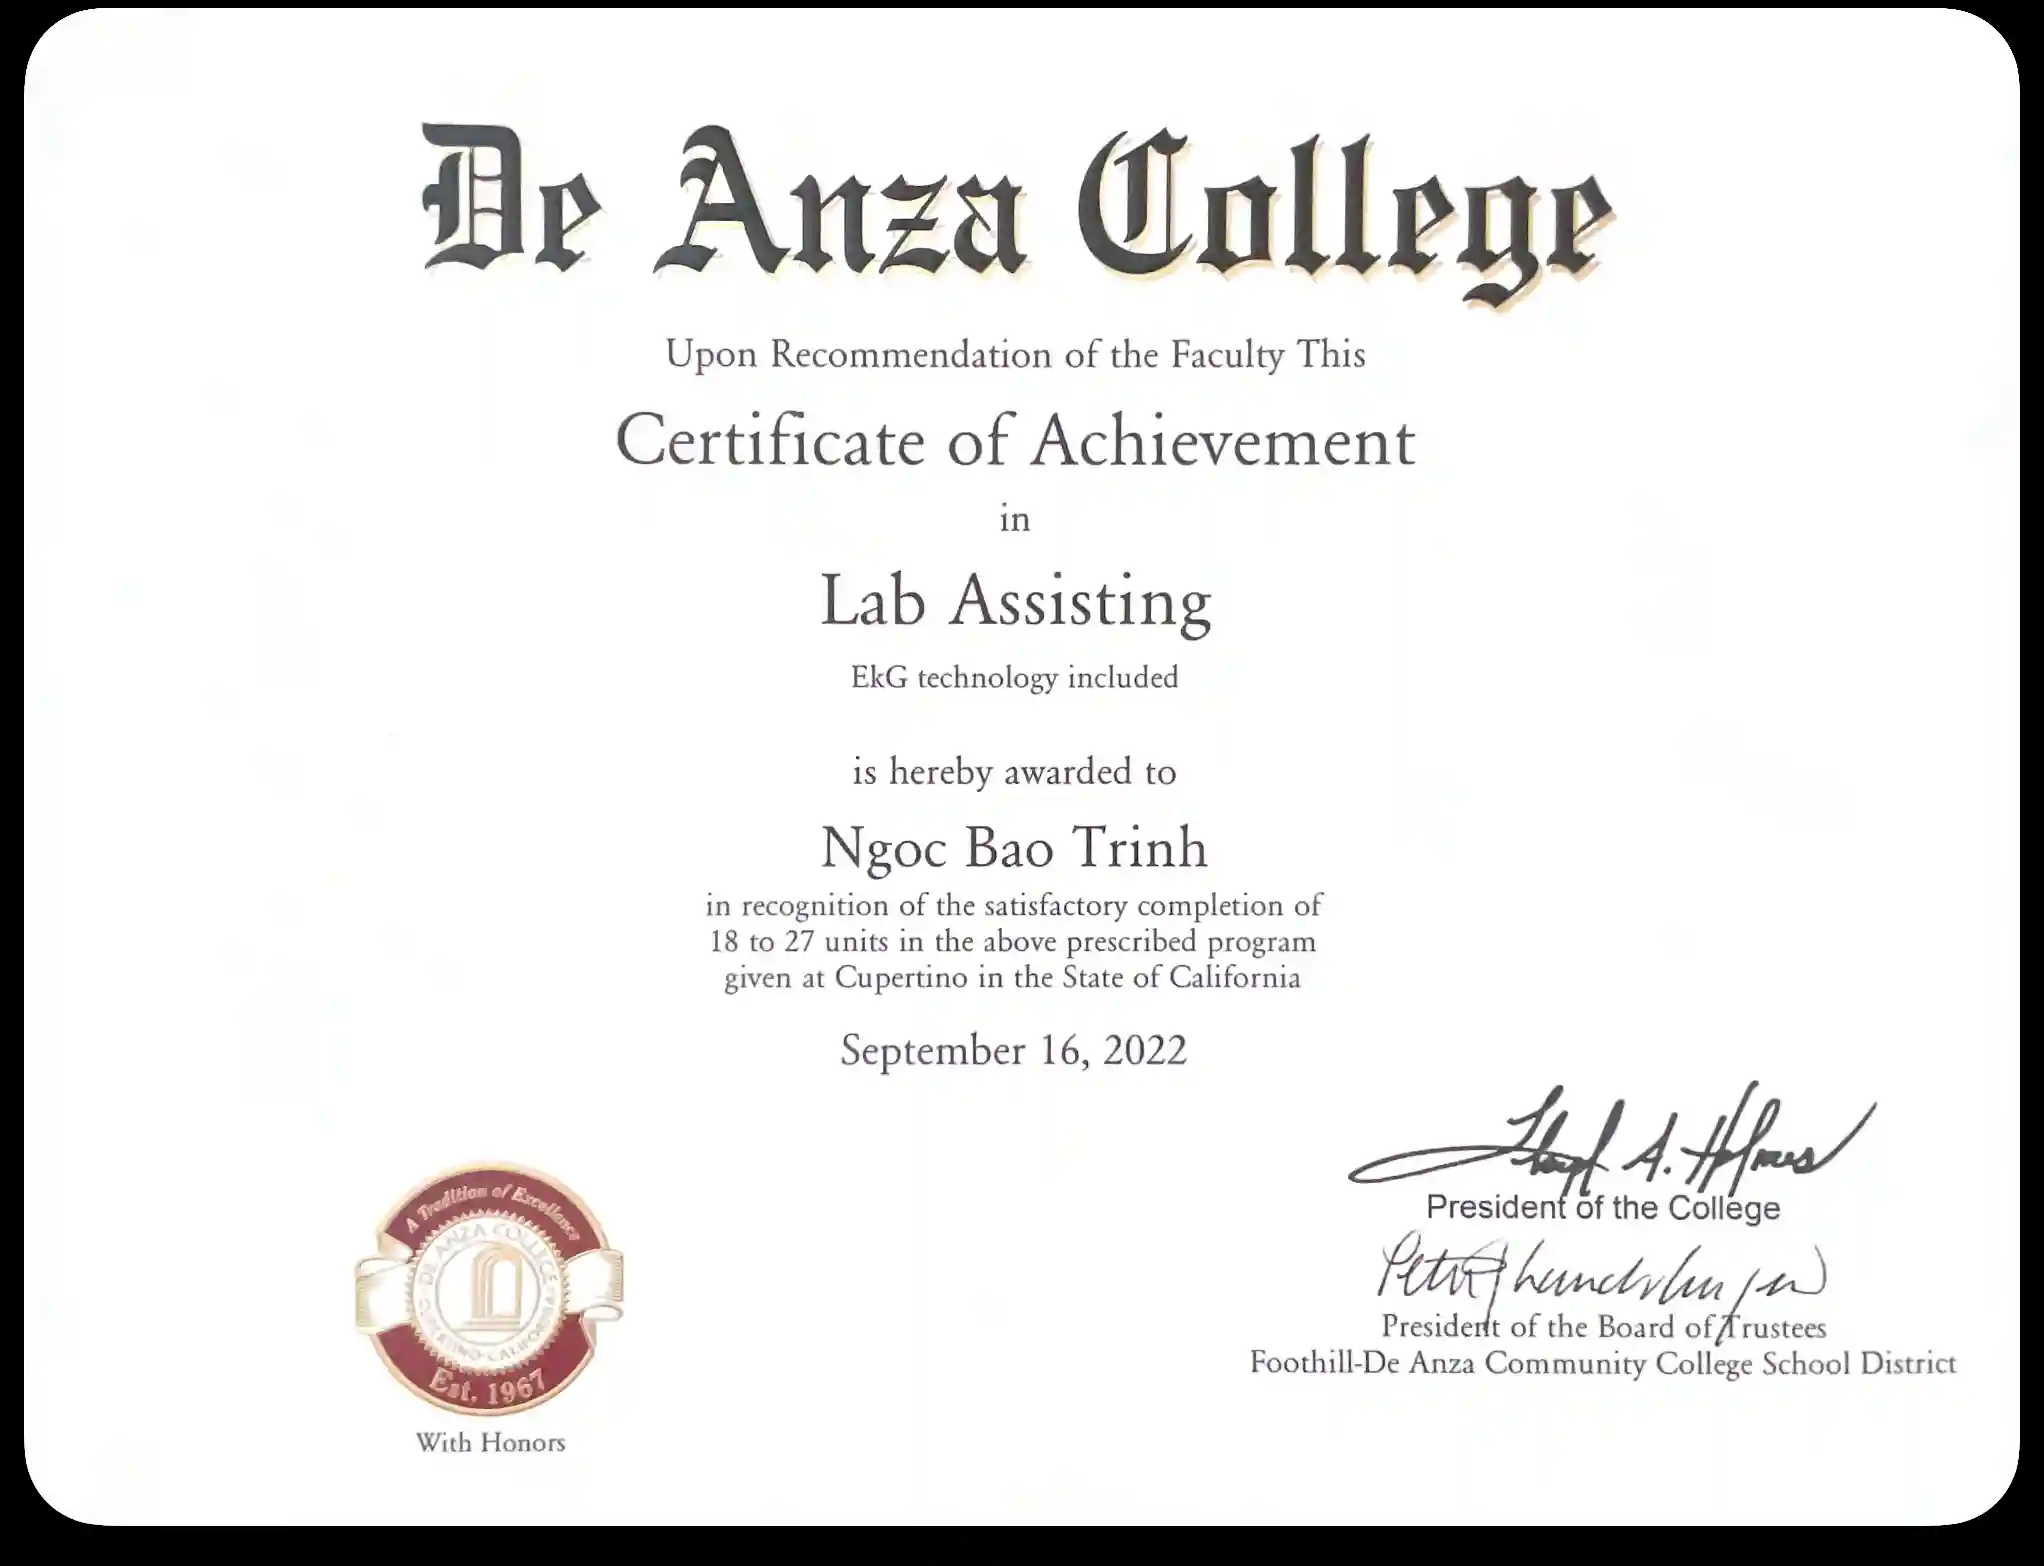 De Anza College
Upon Recommendation of the Faculty This
Certificate of Achievement
in
Lab Assisting
EkG technology included
is hereby awarded to
Ngoc Bao Trinh
in recognition of the satisfactory completion of
18 to 27 units in the above prescribed program
given at Cupertino in the State of California
September 16, 2022
A. Holmes
President of the College
President of the Board of Trustees
Foothill-De Anza Community College School District
A Tradition of Excellence
DE ANZA COLLEGE
CUPERTINO-CALIFORNIA
Est. 1967
With Honors